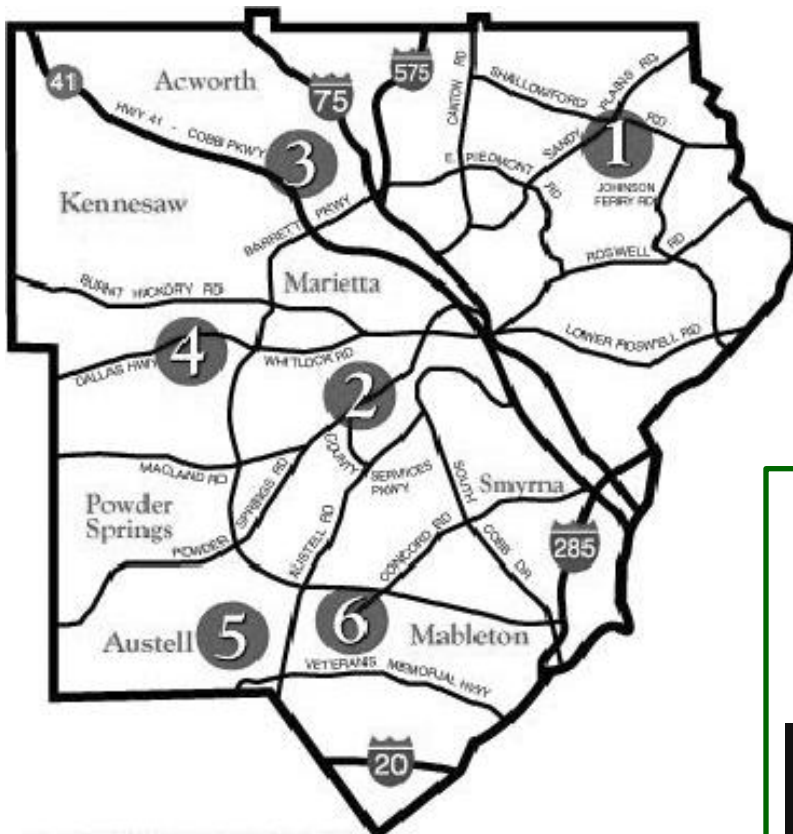 41
Acworth
75
575
CANTON RD
SHALLOWFORD RD
SANDY PLAINS RD
HWY 41 - COBB PKWY
3
E. PIEDMONT RD
1
JOHNSON
FERRY RD
Kennesaw
BARRETT PKWY
ROSWELL RD
BURNT HICKORY RD
Marietta
LOWER ROSWELL RD
4
DALLAS HWY
WHITLOCK RD
2
MACLAND RD
COUNTY SERVICES PKWY
Smyrna
Powder
Springs
POWDER SPRINGS RD
AUSTELL RD
CONCORD RD
SOUTH COBB DR
285
Austell
5
6
Mableton
VETERANS MEMORIAL HWY
20